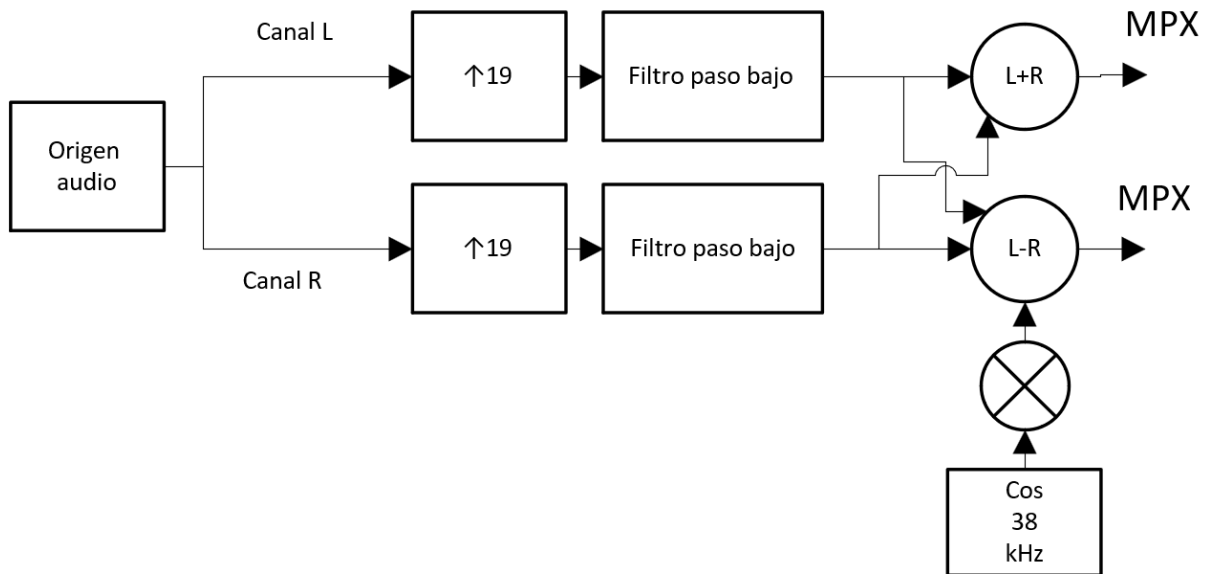 MPX
Canal L
↑19
Filtro paso bajo
L+R
Origen
audio
MPX
↑19
Filtro paso bajo
L-R
Canal R
Cos
38
kHz